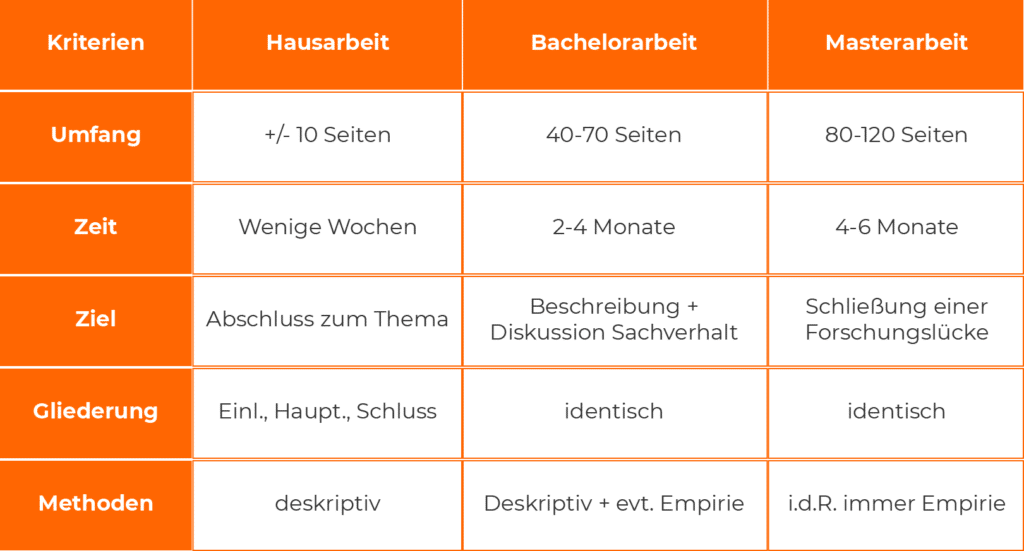 Kriterien Hausarbeit Bachelorarbeit Masterarbeit
Umfang +/- 10 Seiten 40-70 Seiten 80-120 Seiten
Zeit Wenige Wochen 2-4 Monate 4-6 Monate
Ziel Abschluss zum Thema Beschreibung + Diskussion Sachverhalt Schließung einer Forschungslücke
Gliederung Einl., Haupt., Schluss identisch identisch
Methoden deskriptiv Deskriptiv + evt. Empirie i.d.R. immer Empirie